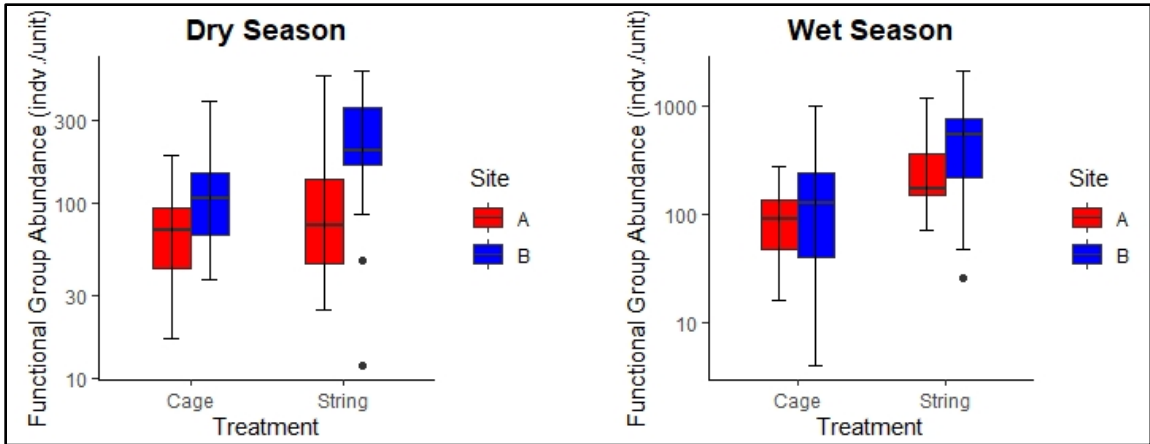 Dry Season
Functional Group Abundance (indv./unit)
300
100
30
10
Cage
String
Treatment
Site
A
B
Wet Season
Functional Group Abundance (indv./unit)
1000
100
10
Cage
String
Treatment
Site
A
B